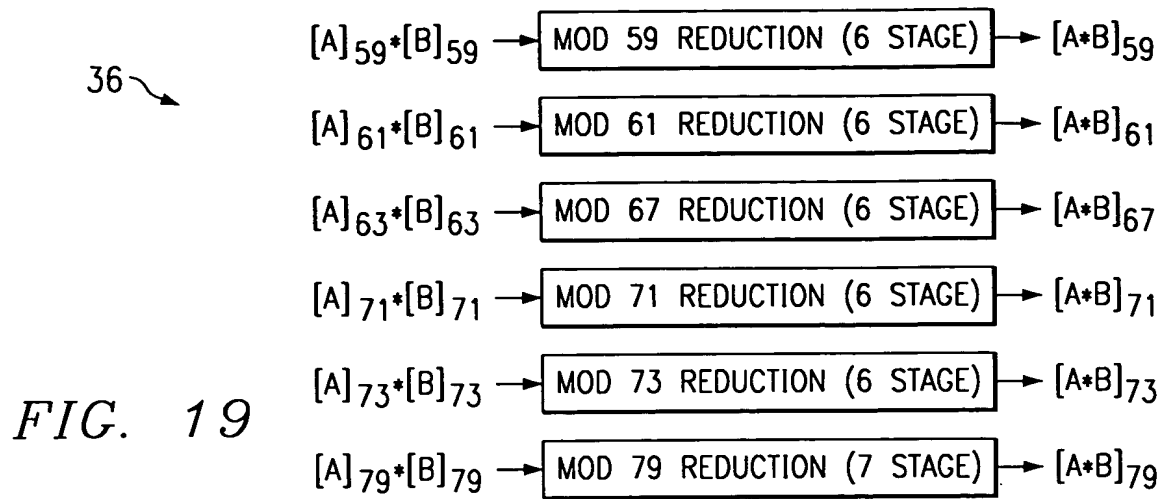 [A]59*[B]59 MOD 59 REDUCTION (6 STAGE) [A*B]59
36
[A]61*[B]61 MOD 61 REDUCTION (6 STAGE) [A*B]61
[A]63*[B]63 MOD 67 REDUCTION (6 STAGE) [A*B]67
[A]71*[B]71 MOD 71 REDUCTION (6 STAGE) [A*B]71
[A]73*[B]73 MOD 73 REDUCTION (6 STAGE) [A*B]73
FIG. 19
[A]79*[B]79 MOD 79 REDUCTION (7 STAGE) [A*B]79